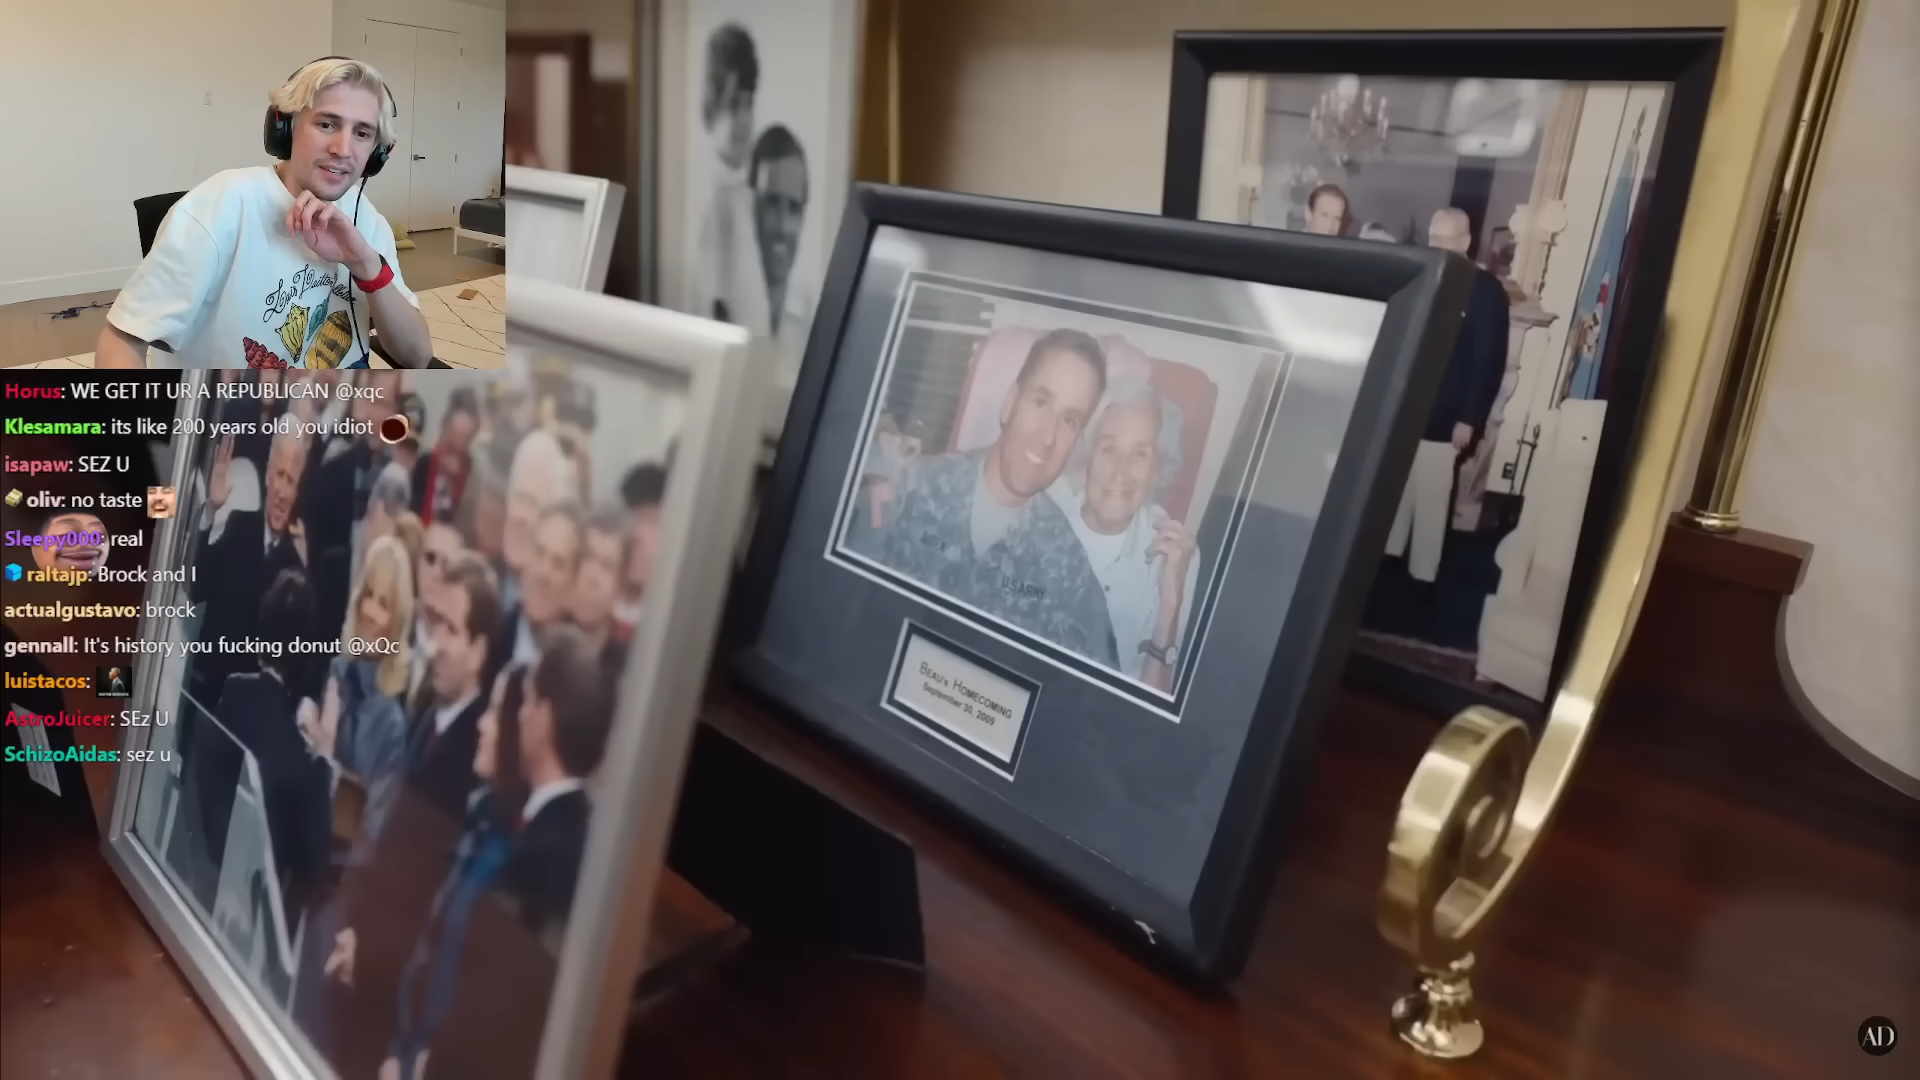 Louis Vuitton
Horus: WE GET IT UR A REPUBLICAN @xqc
Klesamara: its like 200 years old you idiot
isapaw: SEZ U
oliv: no taste
Sleepy000: real
raltajp: Brock and I
actualgustavo: brock
gennall: It's history you fucking donut @xQc
luistacos:
AstroJuicer: SEz U
SchizoAidas: sez u
U.S. ARMY
BEAU'S HOMECOMING
September 30, 2009
AD